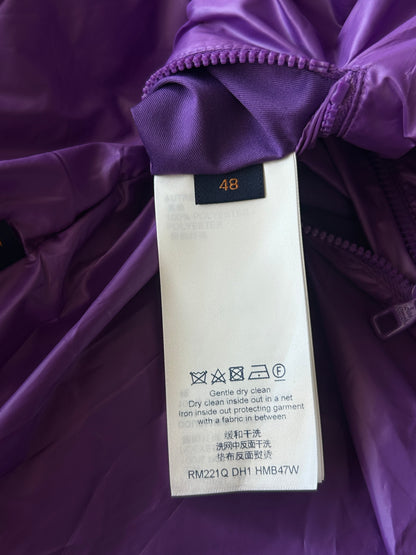 48
100% POLYESTER
POLYESTER
F
Gentle dry clean
Dry clean inside out in a net
Iron inside out protecting garment
with a fabric in between
缓和干洗
洗网中反面干洗
垫布反面熨烫
RM221Q DH1 HMB47W